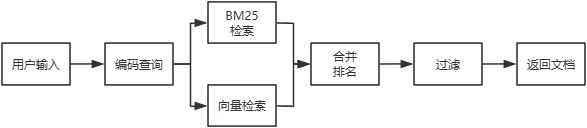 用户输入
编码查询
BM25
检索
向量检索
合并
排名
过滤
返回文档